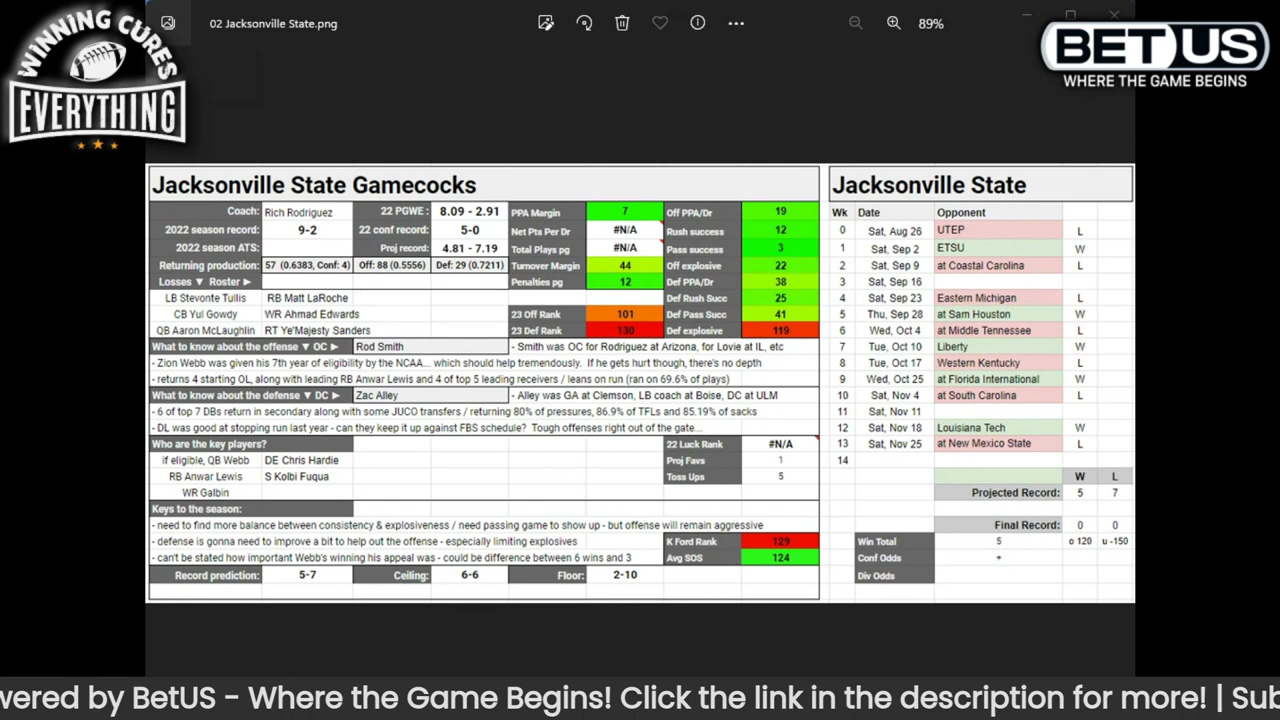 02 Jacksonville State.png
89%
WINNING CURES
EVERYTHING
BETUS
WHERE THE GAME BEGINS
Jacksonville State Gamecocks
Coach: Rich Rodriguez 22 PGWE : 8.09 - 2.91 PPA Margin 7 Off PPA/Dr 19
2022 season record: 9-2 22 conf record: 5-0 Net Pts Per Dr #N/A Rush success 12
2022 season ATS: Proj record: 4.81 - 7.19 Total Plays pg #N/A Pass success 3
Returning production: 57 (0.6383, Conf: 4) Off: 88 (0.5556) Def: 29 (0.7211) Turnover Margin 44 Off explosive 22
Losses ▼ Roster ► Penalties pg 12 Def PPA/Dr 38
LB Stevonte Tullis RB Matt LaRoche Def Rush Succ 25
CB Yul Gowdy WR Ahmad Edwards 23 Off Rank 101 Def Pass Succ 41
QB Aaron McLaughlin RT Ye'Majesty Sanders 23 Def Rank 130 Def explosive 119
What to know about the offense ▼ OC ► Rod Smith - Smith was OC for Rodriguez at Arizona, for Lovie at IL, etc
- Zion Webb was given his 7th year of eligibility by the NCAA... which should help tremendously. If he gets hurt though, there's no depth
- returns 4 starting OL, along with leading RB Anwar Lewis and 4 of top 5 leading receivers / leans on run (ran on 69.6% of plays)
What to know about the defense ▼ DC ► Zac Alley - Alley was GA at Clemson, LB coach at Boise, DC at ULM
- 6 of top 7 DBs return in secondary along with some JUCO transfers / returning 80% of pressures, 86.9% of TFLs and 85.19% of sacks
- DL was good at stopping run last year - can they keep it up against FBS schedule? Tough offenses right out of the gate...
Who are the key players? 22 Luck Rank #N/A
if eligible, QB Webb DE Chris Hardie Proj Favs 1
RB Anwar Lewis S Kolbi Fuqua Toss Ups 5
WR Galbin
Keys to the season:
- need to find more balance between consistency & explosiveness / need passing game to show up - but offense will remain aggressive
- defense is gonna need to improve a bit to help out the offense - especially limiting explosives K Ford Rank 129
- can't be stated how important Webb's winning his appeal was - could be difference between 6 wins and 3 Avg SOS 124
Record prediction: 5-7 Ceiling: 6-6 Floor: 2-10
Jacksonville State
Wk Date Opponent
0 Sat, Aug 26 UTEP L
1 Sat, Sep 2 ETSU W
2 Sat, Sep 9 at Coastal Carolina L
3 Sat, Sep 16
4 Sat, Sep 23 Eastern Michigan L
5 Thu, Sep 28 at Sam Houston W
6 Wed, Oct 4 at Middle Tennessee L
7 Tue, Oct 10 Liberty W
8 Tue, Oct 17 Western Kentucky L
9 Wed, Oct 25 at Florida International W
10 Sat, Nov 4 at South Carolina L
11 Sat, Nov 11
12 Sat, Nov 18 Louisiana Tech W
13 Sat, Nov 25 at New Mexico State L
14
W L
Projected Record: 5 7
Final Record: 0 0
Win Total 5 o 120 u -150
Conf Odds +
Div Odds
wered by BetUS - Where the Game Begins! Click the link in the description for more! | Sub